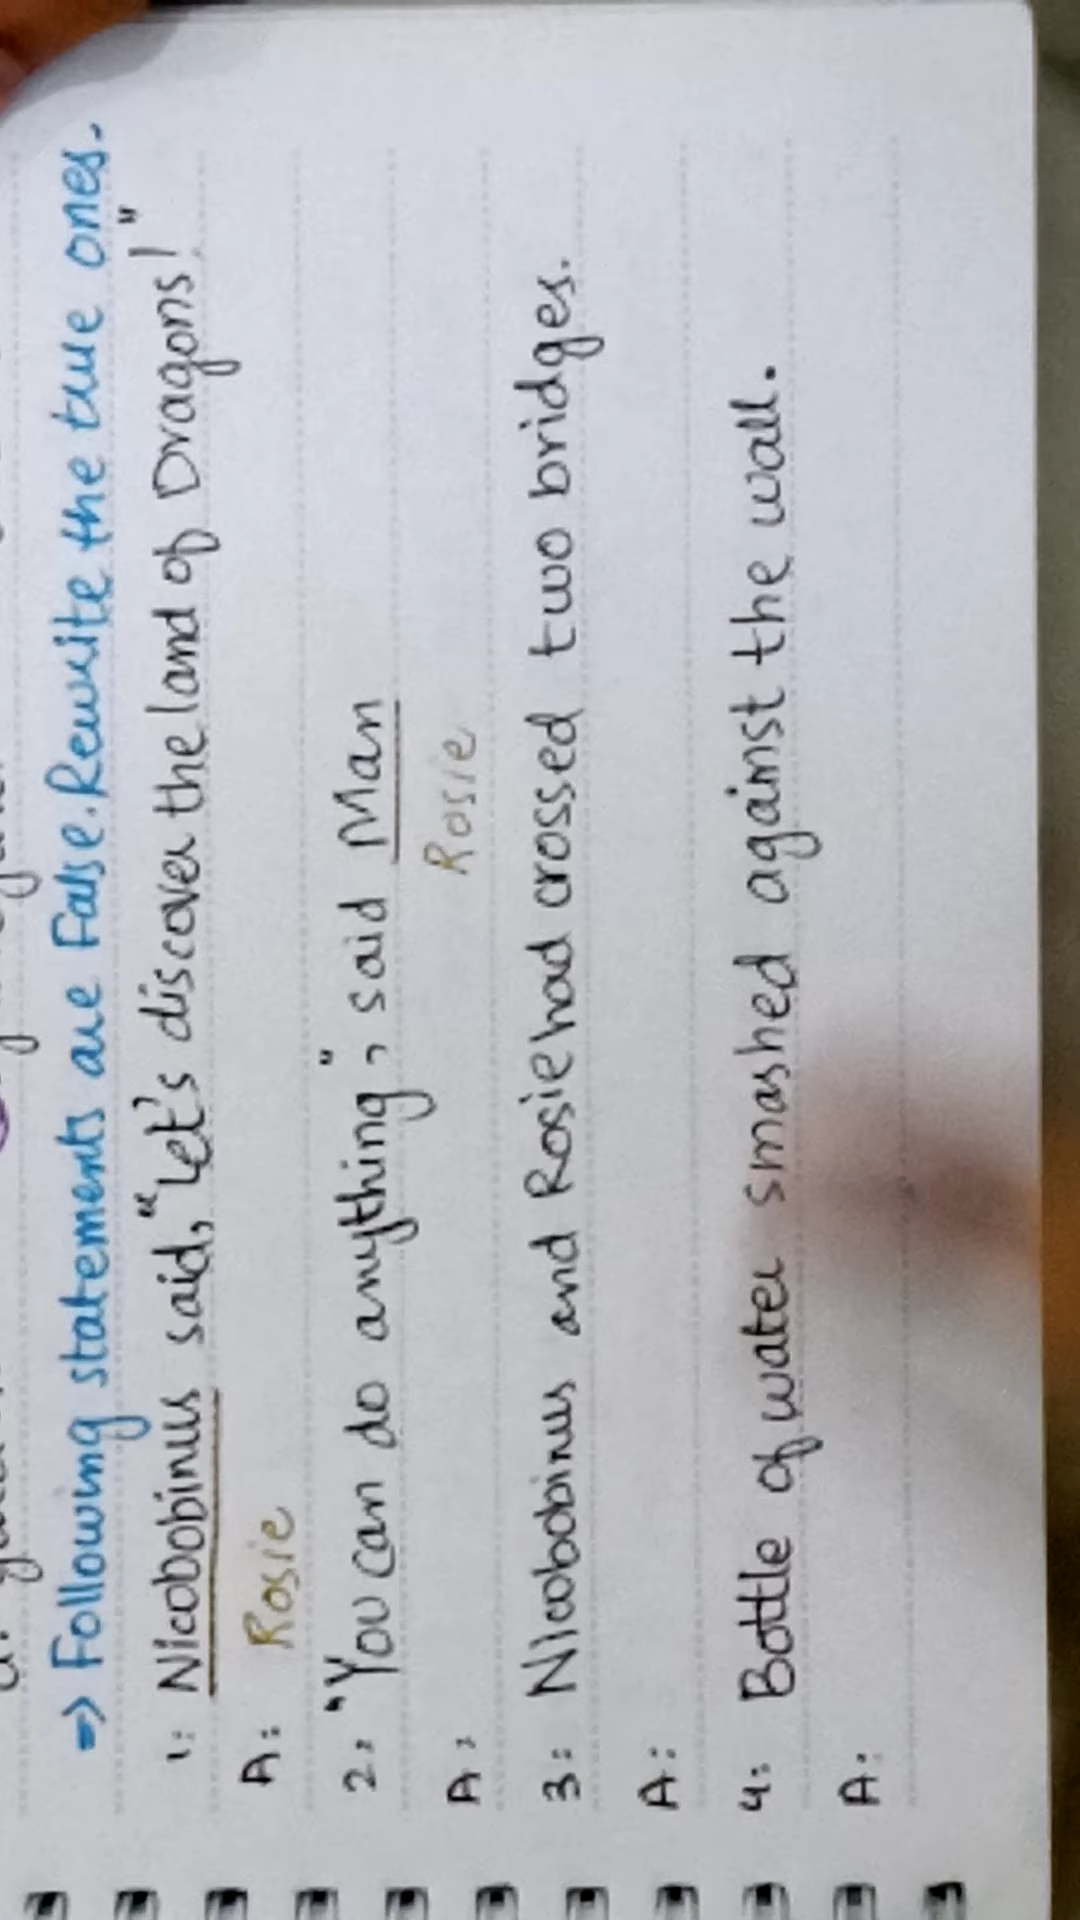 => Following statements are False. Rewrite the true ones.
1: Nicobobinus said, "Let's discover the land of Dragons!"
A: Rosie
2: "You can do anything", said Man
A: Rosie
3: Nicobobinus and Rosie had crossed two bridges.
A:
4: Bottle of water smashed against the wall.
A: